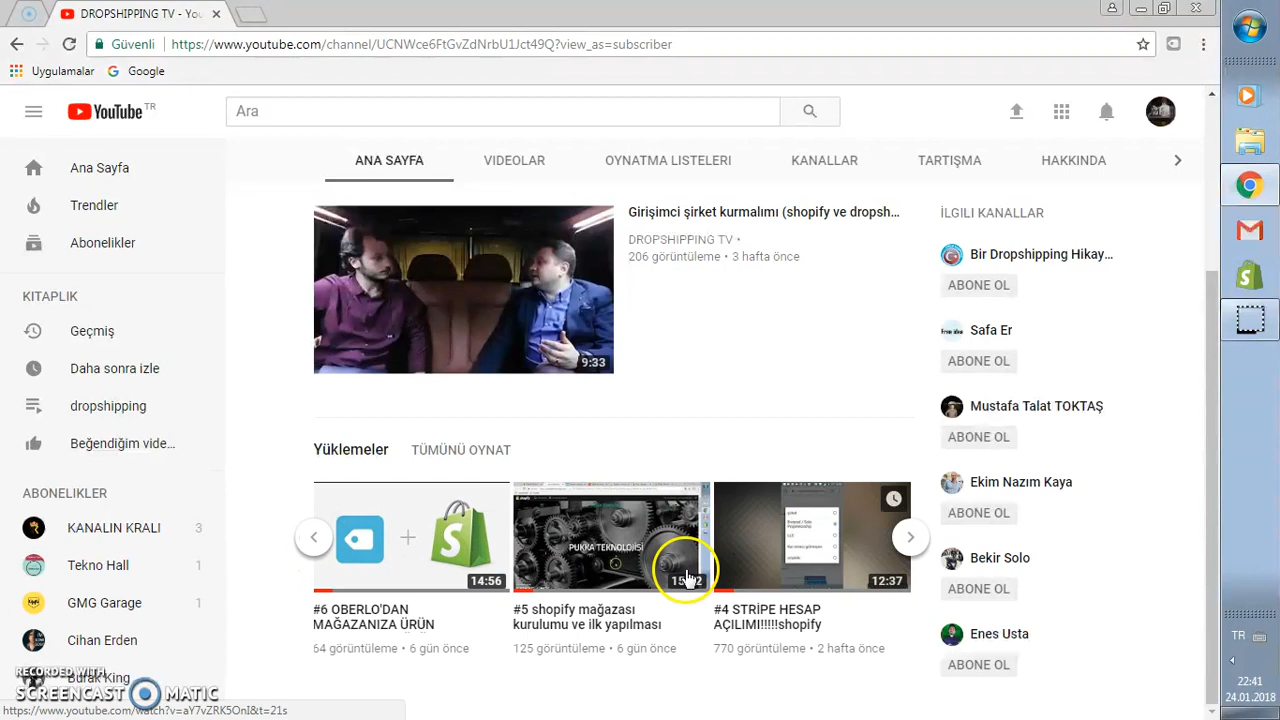 DROPSHIPPING TV - You
Güvenli
https://www.youtube.com/channel/UCNWce6FtGvZdNrbU1Jct49Q?view_as=subscriber
Uygulamalar
Google
YouTube TR
Ara
Ana Sayfa
Trendler
Abonelikler
KITAPLIK
Geçmiş
Daha sonra izle
dropshipping
Beğendiğim vide...
ABONELIKLER
KANALIN KRALI 3
Tekno Hall 1
GMG Garage 1
Cihan Erden
Burak King
ANA SAYFA
VIDEOLAR
OYNATMA LISTELERI
KANALLAR
TARTIŞMA
HAKKINDA
9:33
Girişimci şirket kurmalımı (shopify ve dropsh...
DROPSHIPPING TV •
206 görüntüleme • 3 hafta önce
Yüklemeler
TÜMÜNÜ OYNAT
14:56
#6 OBERLO'DAN
MAĞAZANIZA ÜRÜN
64 görüntüleme • 6 gün önce
PUKKA TEKNOLOJİSİ
#5 shopify mağazası
kurulumu ve ilk yapılması
125 görüntüleme • 6 gün önce
12:37
#4 STRİPE HESAP
AÇILIMI!!!!!shopify
770 görüntüleme • 2 hafta önce
İLGILI KANALLAR
Bir Dropshipping Hikay...
ABONE OL
Safa Er
ABONE OL
Mustafa Talat TOKTAŞ
ABONE OL
Ekim Nazım Kaya
ABONE OL
Bekir Solo
ABONE OL
Enes Usta
ABONE OL
RECORDED WITH
SCREENCAST MATIC
https://www.youtube.com/watch?v=aY7vZRK5OnI&t=21s
TR
22:41
24.01.2018